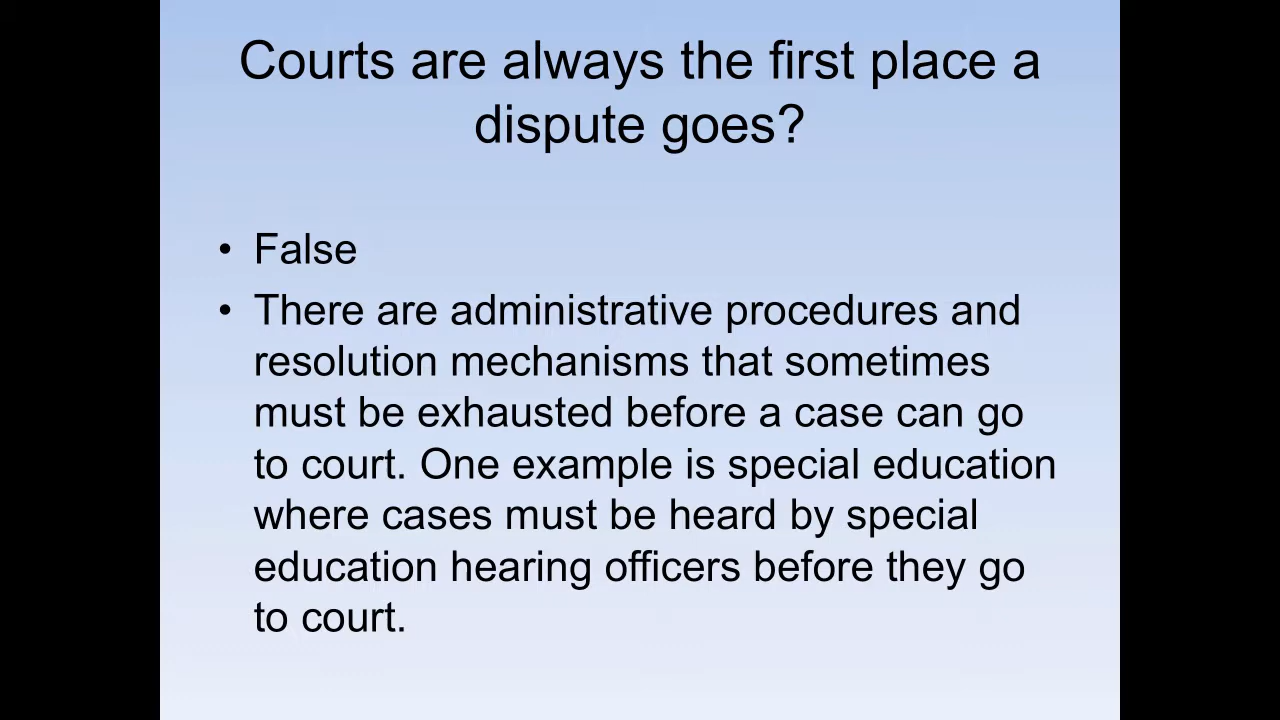 Courts are always the first place a
dispute goes?
• False
• There are administrative procedures and
resolution mechanisms that sometimes
must be exhausted before a case can go
to court. One example is special education
where cases must be heard by special
education hearing officers before they go
to court.